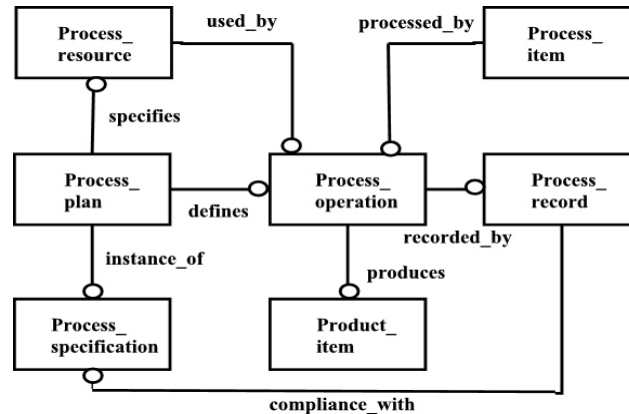 Process_
resource
used_by
processed_by
Process_
item
specifies
Process_
plan
defines
Process_
operation
recorded_by
Process_
record
instance_of
produces
Process_
specification
Product_
item
compliance_with